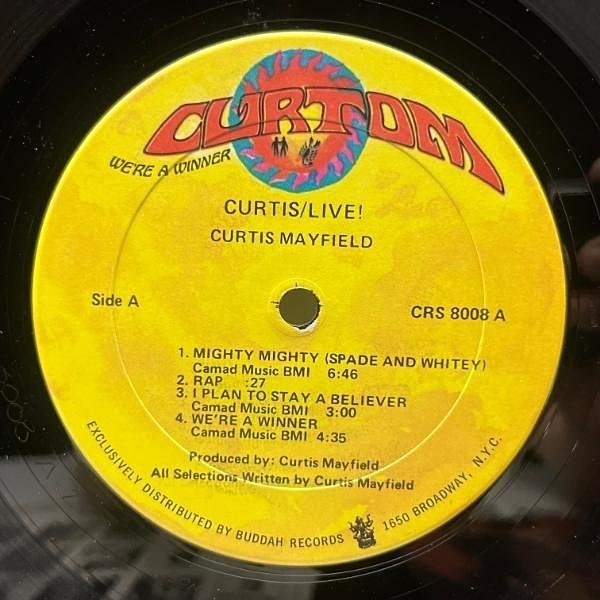 CURTOM
WE'RE A WINNER
CURTIS/LIVE!
CURTIS MAYFIELD
Side A
CRS 8008 A
1. MIGHTY MIGHTY (SPADE AND WHITEY)
Camad Music BMI 6:46
2. RAP :27
3. I PLAN TO STAY A BELIEVER
Camad Music BMI 3:00
4. WE'RE A WINNER
Camad Music BMI 4:35
Produced by: Curtis Mayfield
All Selections Written by Curtis Mayfield
EXCLUSIVELY DISTRIBUTED BY BUDDAH RECORDS 1650 BROADWAY, N.Y.C.